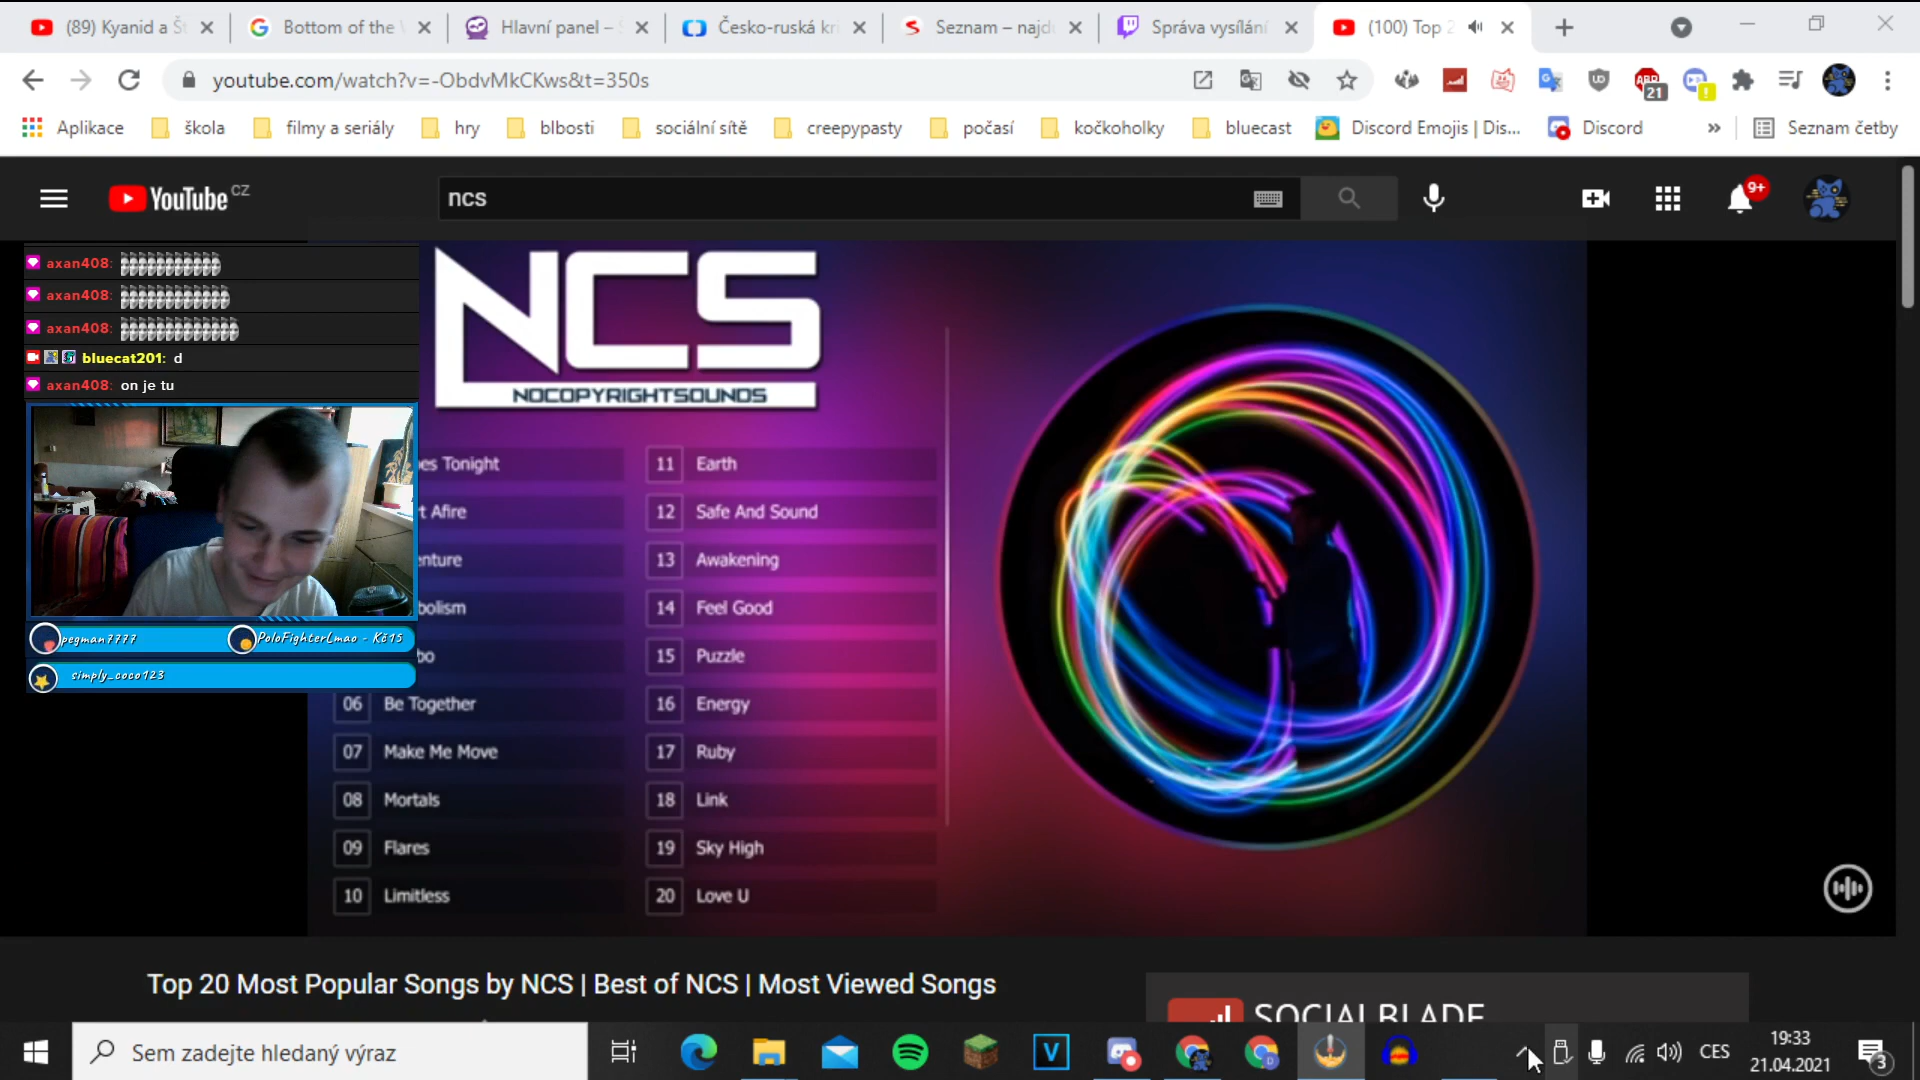 (89) Kyanid a Št
Bottom of the
Hlavní panel –
Česko-ruská kri
Seznam – najd
Správa vysílání
(100) Top 2
youtube.com/watch?v=-ObdvMkCKws&t=350s
21
Aplikace
škola
filmy a seriály
hry
blbosti
sociální sítě
creepypasty
počasí
kočkoholky
bluecast
Discord Emojis | Dis...
Discord
»
Seznam četby
YouTube CZ
ncs
9+
axan408:
axan408:
axan408:
bluecat201: d
axan408: on je tu
NCS
NOCOPYRIGHTSOUNDS
es Tonight
t Afire
enture
bolism
bo
06 Be Together
07 Make Me Move
08 Mortals
09 Flares
10 Limitless
11 Earth
12 Safe And Sound
13 Awakening
14 Feel Good
15 Puzzle
16 Energy
17 Ruby
18 Link
19 Sky High
20 Love U
pegman7777
PoloFighterLmao - Kč15
simply_coco123
Top 20 Most Popular Songs by NCS | Best of NCS | Most Viewed Songs
SOCIALBLADE
Sem zadejte hledaný výraz
CES
19:33
21.04.2021
3